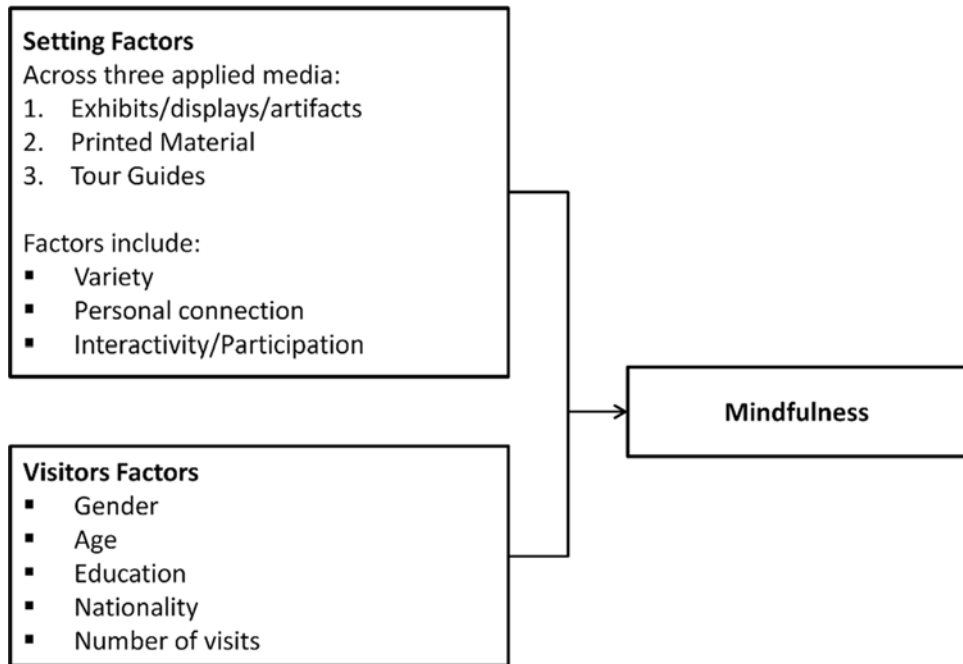 Setting Factors
Across three applied media:
1. Exhibits/displays/artifacts
2. Printed Material
3. Tour Guides
Factors include:
▪ Variety
▪ Personal connection
▪ Interactivity/Participation
Mindfulness
Visitors Factors
▪ Gender
▪ Age
▪ Education
▪ Nationality
▪ Number of visits